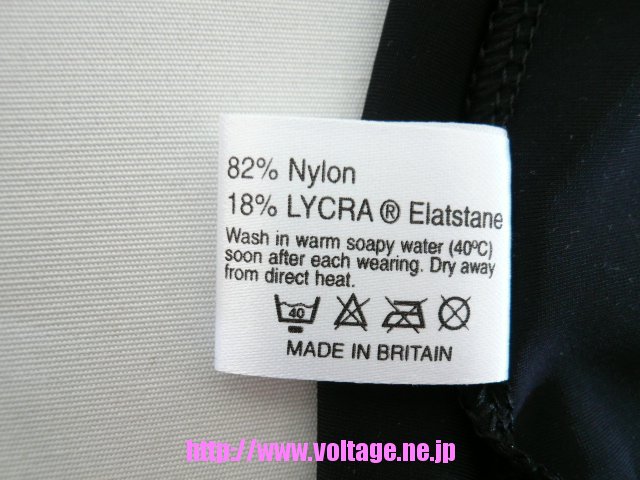 82% Nylon
18% LYCRA ® Elatstane
Wash in warm soapy water (40ºC)
soon after each wearing. Dry away
from direct heat.
40
MADE IN BRITAIN
http://www.voltage.ne.jp